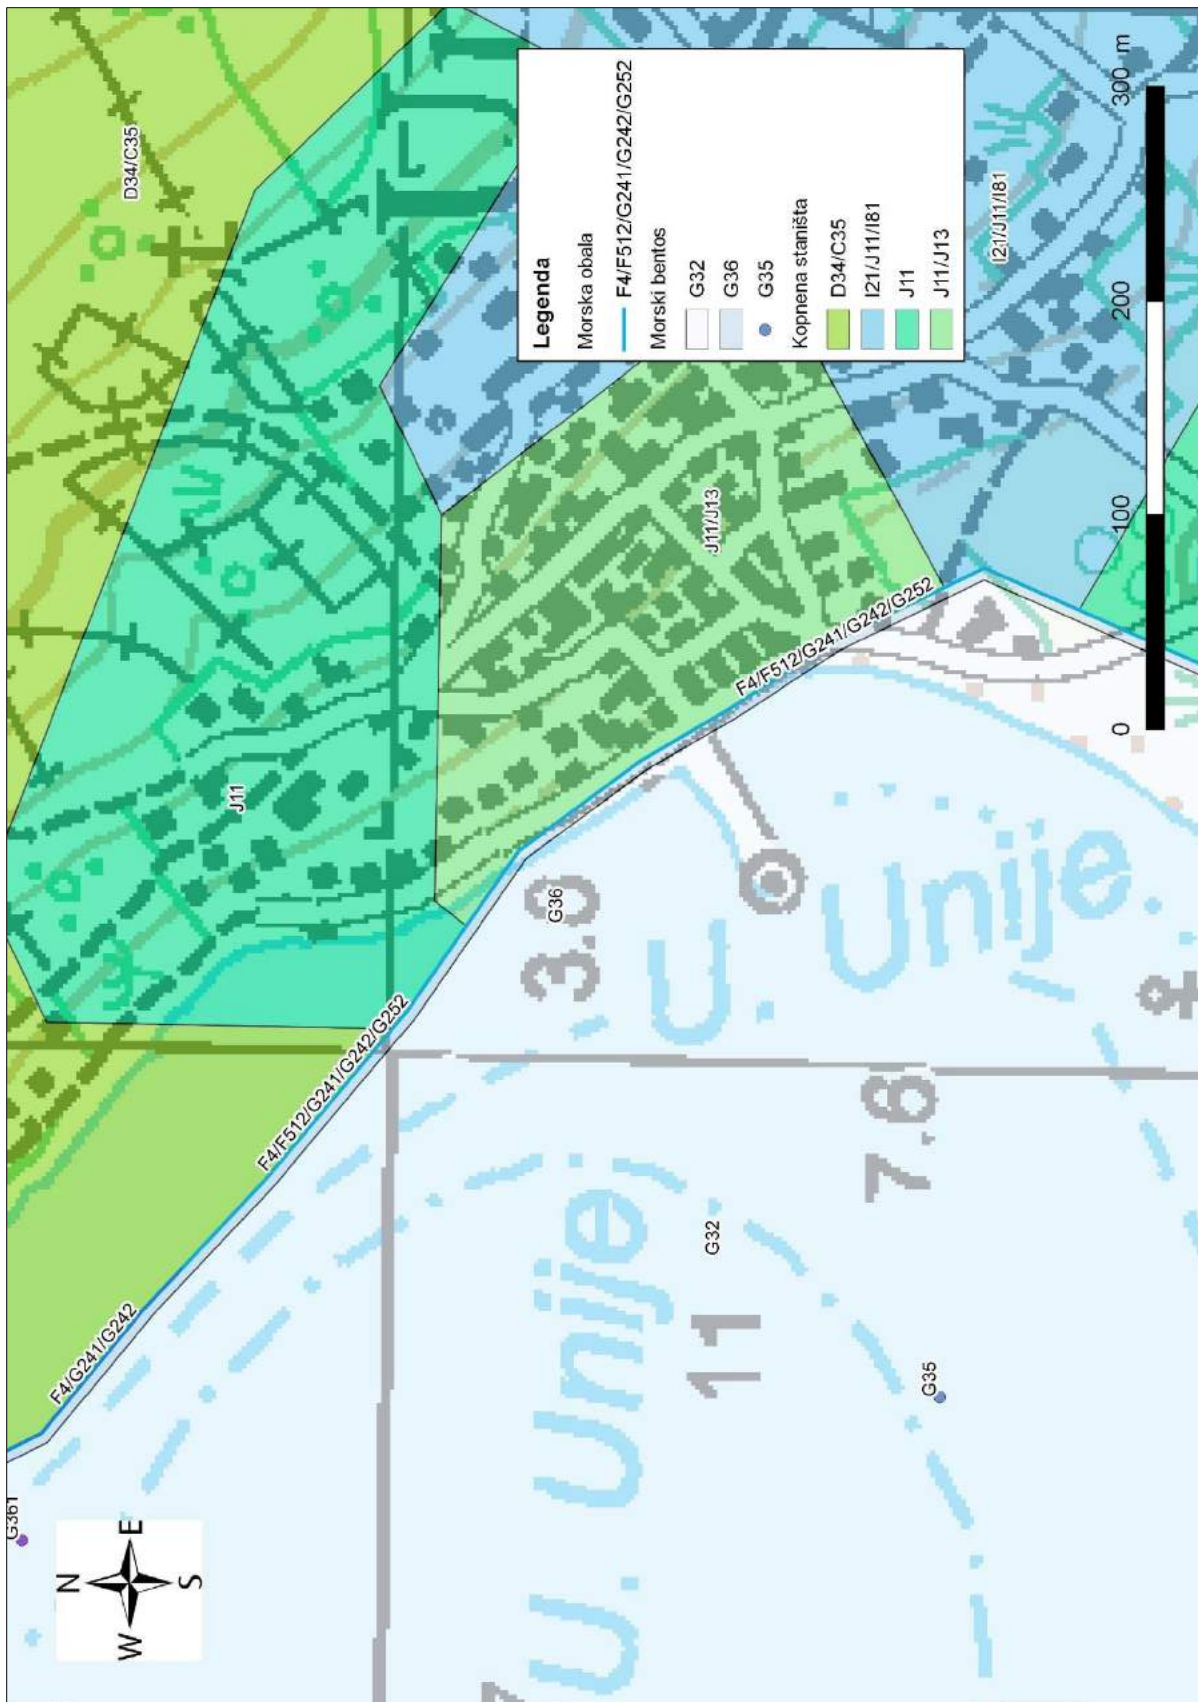 G361
N
W
E
S
F4/G241/G242
F4/F512/G241/G242/G252
D34/C35
J11
3.0
G36
U. Unije
U. Unije
G32
11
7.6
G35
J11/J13
F4/F512/G241/G242/G252
I21/J11/I81
Legenda
Morska obala
F4/F512/G241/G242/G252
Morski bentos
G32
G36
G35
Kopnena staništa
D34/C35
I21/J11/I81
J11
J11/J13
0 100 200 300 m